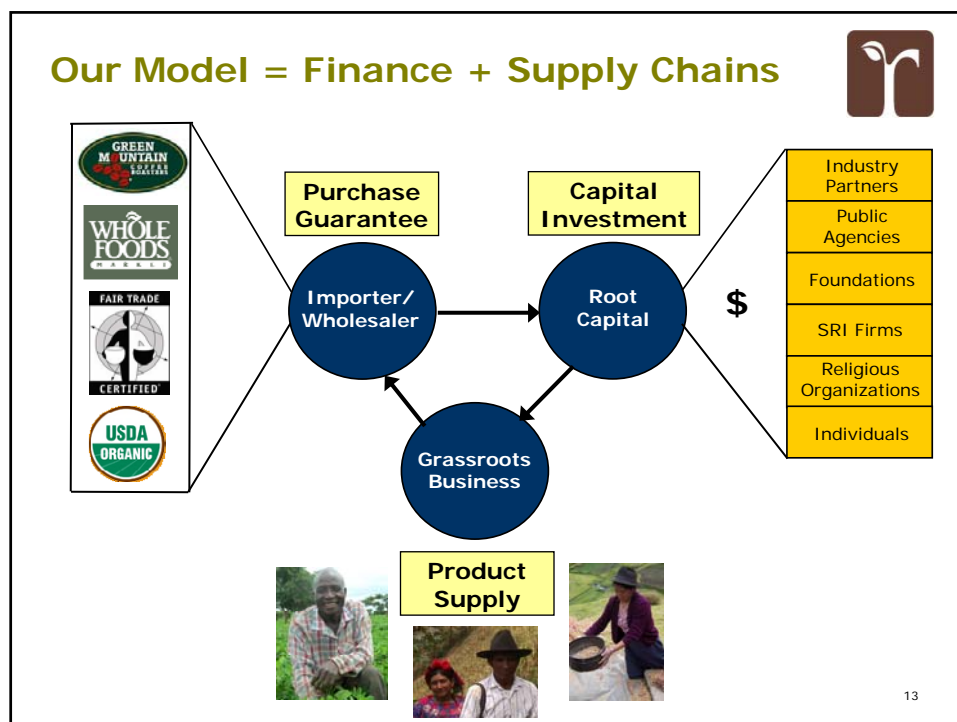 Our Model = Finance + Supply Chains
GREEN
MOUNTAIN
COFFEE
ROASTERS
WHOLE
FOODS
MARKET
FAIR TRADE
CERTIFIED
USDA
ORGANIC
Purchase
Guarantee
Capital
Investment
Importer/
Wholesaler
Root
Capital
$
Grassroots
Business
Product
Supply
Industry
Partners
Public
Agencies
Foundations
SRI Firms
Religious
Organizations
Individuals
13